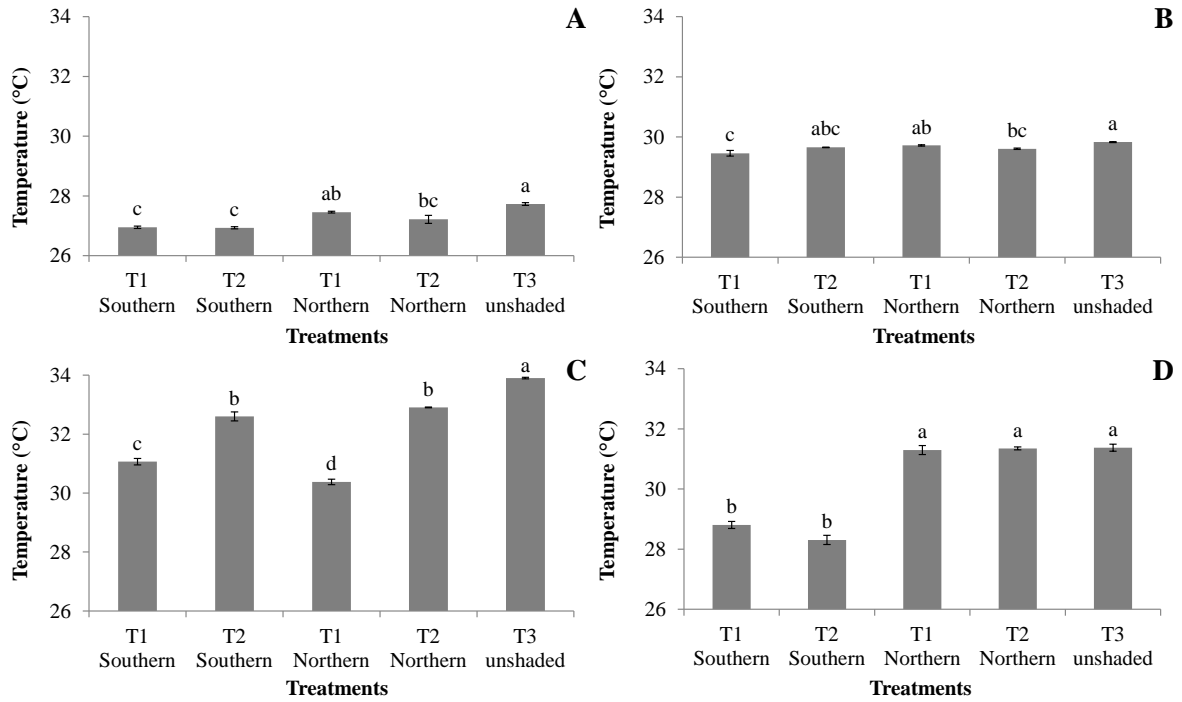 A
Temperature (°C)
34
32
30
28
26
c
c
ab
bc
a
T1 Southern
T2 Southern
T1 Northern
T2 Northern
T3 unshaded
Treatments
B
Temperature (°C)
34
32
30
28
26
c
abc
ab
bc
a
T1 Southern
T2 Southern
T1 Northern
T2 Northern
T3 unshaded
Treatments
C
Temperature (°C)
34
32
30
28
26
c
b
d
b
a
T1 Southern
T2 Southern
T1 Northern
T2 Northern
T3 unshaded
Treatments
D
Temperature (°C)
34
32
30
28
26
b
b
a
a
a
T1 Southern
T2 Southern
T1 Northern
T2 Northern
T3 unshaded
Treatments